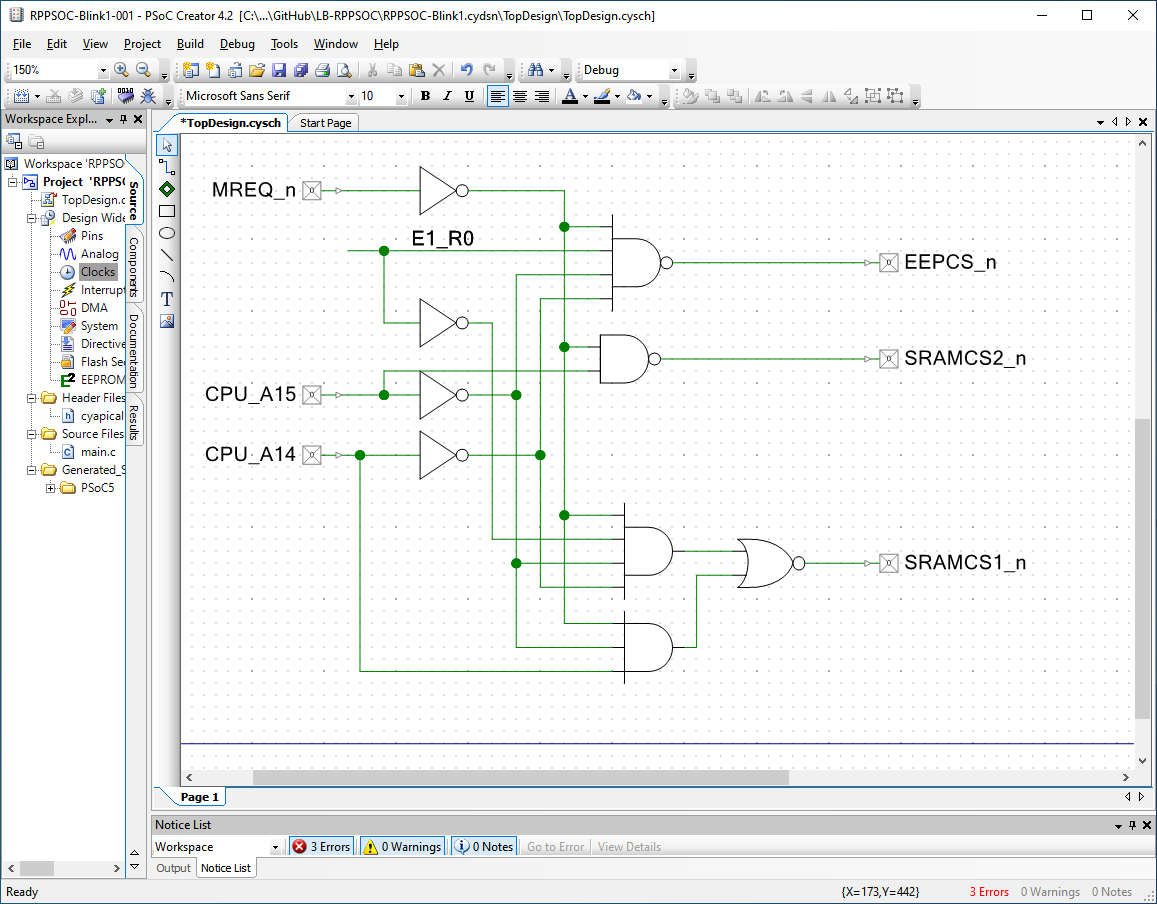 RPPSOC-Blink1-001 - PSoC Creator 4.2 [C:\...\GitHub\LB-RPPSOC\RPPSOC-Blink1.cydsn\TopDesign\TopDesign.cysch]
File Edit View Project Build Debug Tools Window Help
150% Debug
Microsoft Sans Serif 10 B I U A
Workspace Expl...
*TopDesign.cysch Start Page
Workspace 'RPPSO
Project 'RPPS
TopDesign.c
Design Wide
Pins
Analog
Clocks
Interrupt
DMA
System
Directive
Flash Sec
EEPROM
Header Files
cyapical
Source Files
main.c
Generated_S
PSoC5
Source
Components
Documentation
Results
T
MREQ_n
E1_R0
EEPCS_n
SRAMCS2_n
CPU_A15
CPU_A14
SRAMCS1_n
Page 1
Notice List
Workspace 3 Errors 0 Warnings 0 Notes Go to Error View Details
Output Notice List
Ready {X=173,Y=442} 3 Errors 0 Warnings 0 Notes